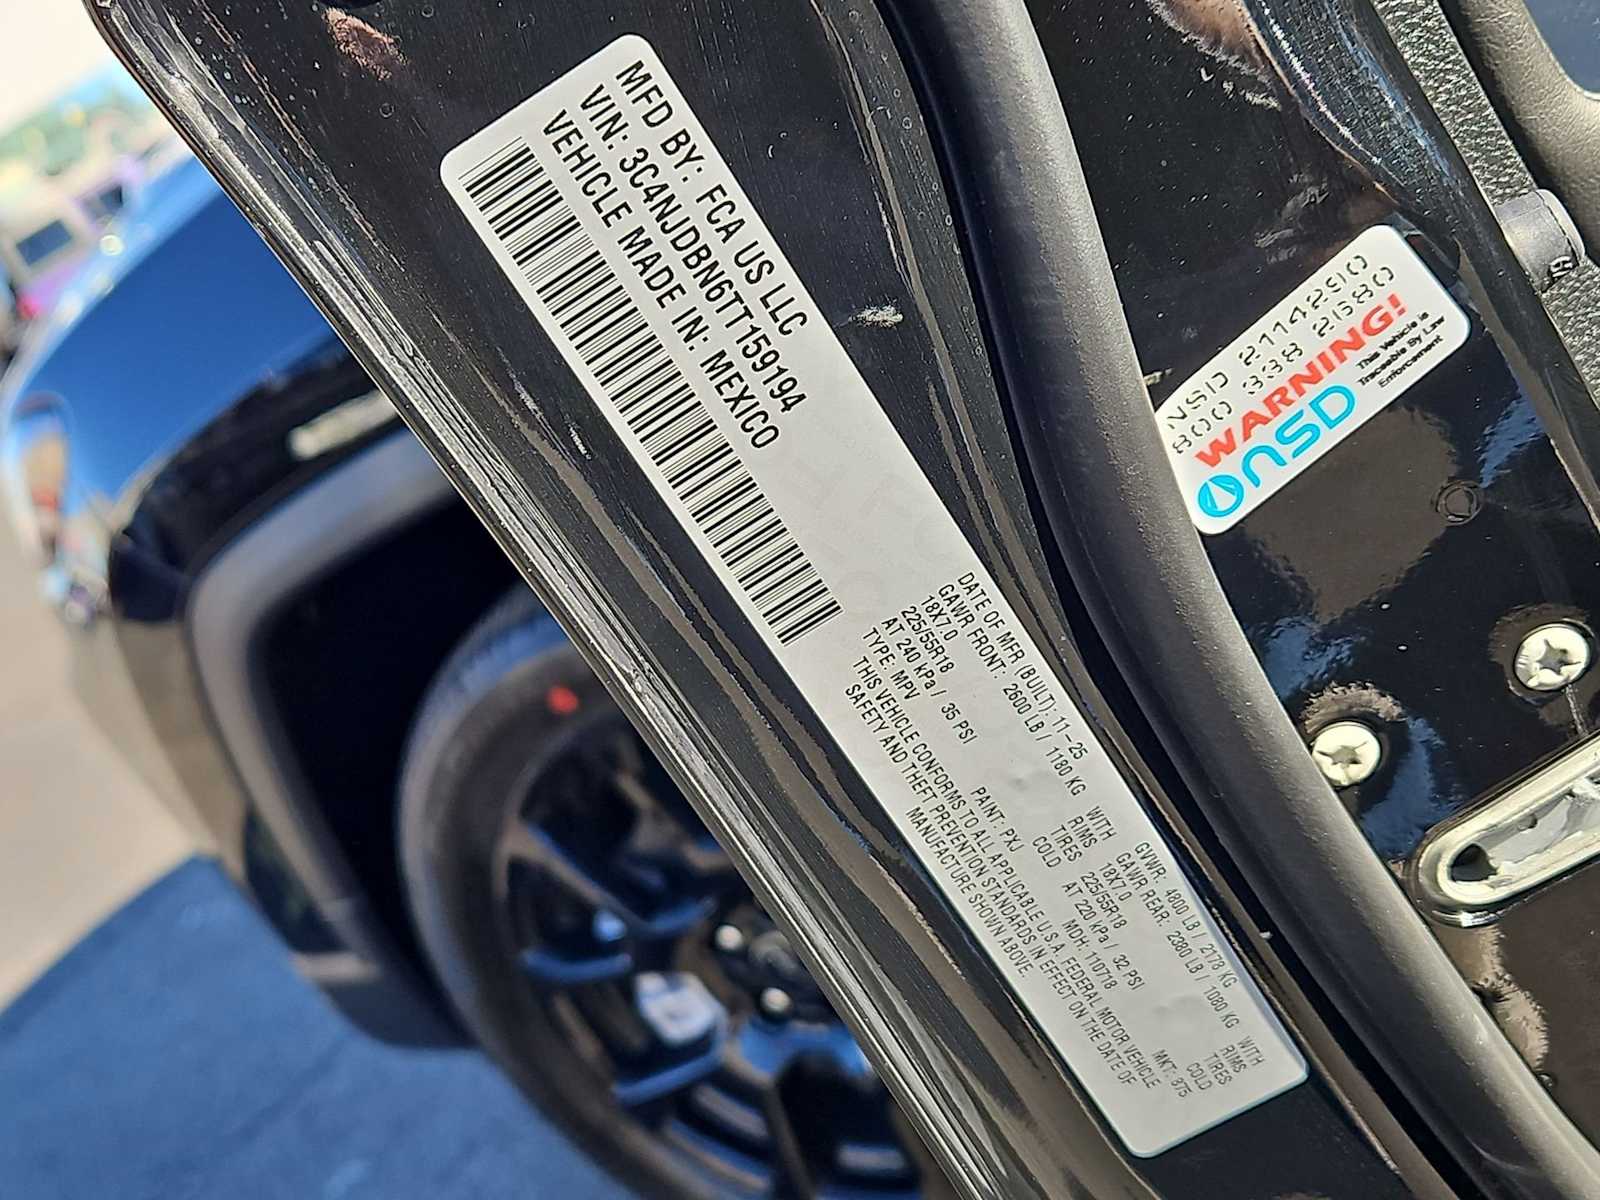 MFD BY: FCA US LLC
VIN: 3C4NJDBN6TT159194
VEHICLE MADE IN: MEXICO
DATE OF MFR (BUILT): 11-25
GVWR: 4800 LB / 2178 KG
GAWR FRONT: 2600 LB / 1180 KG WITH
GAWR REAR: 2380 LB / 1080 KG WITH
18X7.0 RIMS
18X7.0 RIMS
225/55R18 TIRES
225/55R18 TIRES
AT 240 kPa / 35 PSI COLD
AT 220 kPa / 32 PSI COLD
TYPE: MPV PAINT: PXJ MDH: 110718 MKT: 875
THIS VEHICLE CONFORMS TO ALL APPLICABLE U.S.A. FEDERAL MOTOR VEHICLE
SAFETY AND THEFT PREVENTION STANDARDS IN EFFECT ON THE DATE OF
MANUFACTURE SHOWN ABOVE.
NSID 2114290
800 338 2680
WARNING!
NSD
This Vehicle is
Traceable By Law
Enforcement